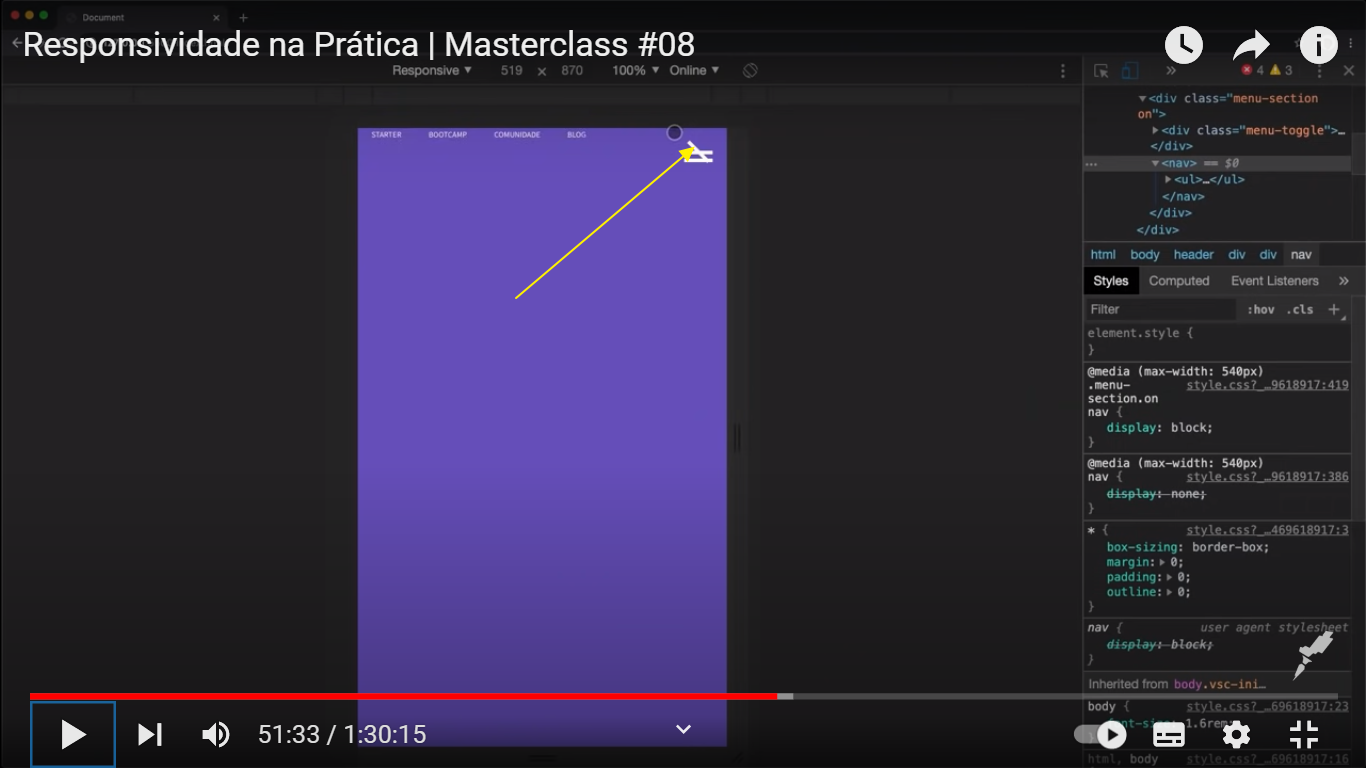 Document
Responsividade na Prática | Masterclass #08
Responsive 519 × 870 100% Online
4 3
<div class="menu-section
on">
<div class="menu-toggle">…
</div>
<nav> == $0
<ul>…</ul>
</nav>
</div>
</div>
STARTER BOOTCAMP COMUNIDADE BLOG
html body header div div nav
Styles Computed Event Listeners »
Filter :hov .cls +
element.style {
}
@media (max-width: 540px)
.menu- style.css?_…9618917:419
section.on
nav {
display: block;
}
@media (max-width: 540px)
nav { style.css?_…9618917:386
display: none;
}
* { style.css?_…469618917:3
box-sizing: border-box;
margin: 0;
padding: 0;
outline: 0;
}
nav { user agent stylesheet
display: block;
}
Inherited from body.vsc-ini…
body { style.css?_…69618917:23
font-size: 1.6rem;
}
html, body style.css?_…69618917:16
51:33 / 1:30:15